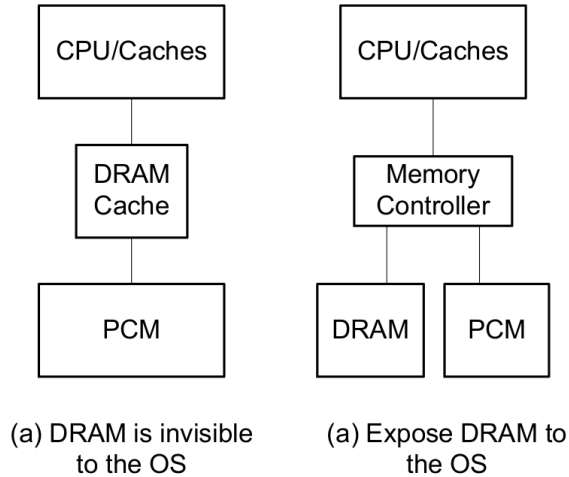 CPU/Caches
DRAM
Cache
PCM
(a) DRAM is invisible
to the OS
CPU/Caches
Memory
Controller
DRAM
PCM
(a) Expose DRAM to
the OS